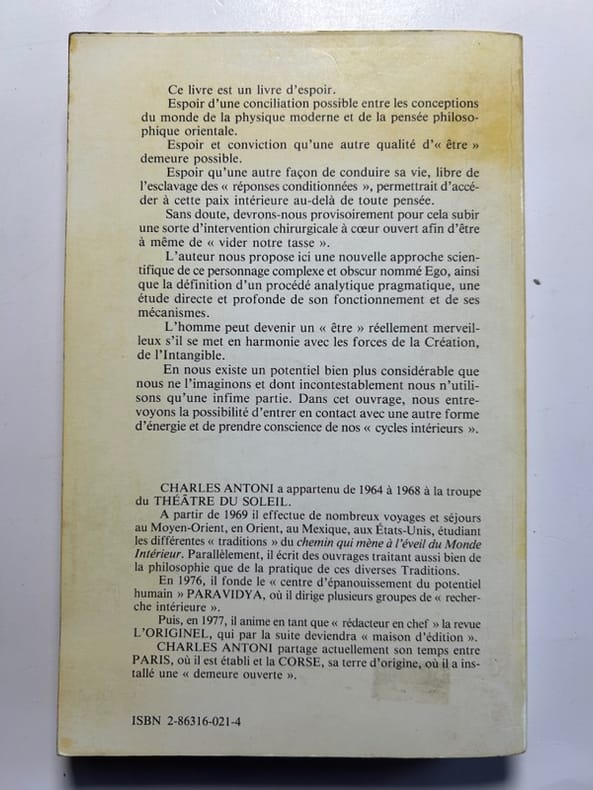 Ce livre est un livre d'espoir.
Espoir d'une conciliation possible entre les conceptions
du monde de la physique moderne et de la pensée philoso-
phique orientale.
Espoir et conviction qu'une autre qualité d'« être »
demeure possible.
Espoir qu'une autre façon de conduire sa vie, libre de
l'esclavage des « réponses conditionnées », permettrait d'accé-
der à cette paix intérieure au-delà de toute pensée.
Sans doute, devrons-nous provisoirement pour cela subir
une sorte d'intervention chirurgicale à cœur ouvert afin d'être
à même de « vider notre tasse ».
L'auteur nous propose ici une nouvelle approche scien-
tifique de ce personnage complexe et obscur nommé Ego, ainsi
que la définition d'un procédé analytique pragmatique, une
étude directe et profonde de son fonctionnement et de ses
mécanismes.
L'homme peut devenir un « être » réellement merveil-
leux s'il se met en harmonie avec les forces de la Création,
de l'Intangible.
En nous existe un potentiel bien plus considérable que
nous ne l'imaginons et dont incontestablement nous n'utili-
sons qu'une infime partie. Dans cet ouvrage, nous entre-
voyons la possibilité d'entrer en contact avec une autre forme
d'énergie et de prendre conscience de nos « cycles intérieurs ».
CHARLES ANTONI a appartenu de 1964 à 1968 à la troupe
du THÉÂTRE DU SOLEIL.
A partir de 1969 il effectue de nombreux voyages et séjours
au Moyen-Orient, en Orient, au Mexique, aux États-Unis, étudiant
les différentes « traditions » du chemin qui mène à l'éveil du Monde
Intérieur. Parallèlement, il écrit des ouvrages traitant aussi bien de
la philosophie que de la pratique de ces diverses Traditions.
En 1976, il fonde le « centre d'épanouissement du potentiel
humain » PARAVIDYA, où il dirige plusieurs groupes de « recher-
che intérieure ».
Puis, en 1977, il anime en tant que « rédacteur en chef » la revue
L'ORIGINEL, qui par la suite deviendra « maison d'édition ».
CHARLES ANTONI partage actuellement son temps entre
PARIS, où il est établi et la CORSE, sa terre d'origine, où il a ins-
tallé une « demeure ouverte ».
ISBN 2-86316-021-4